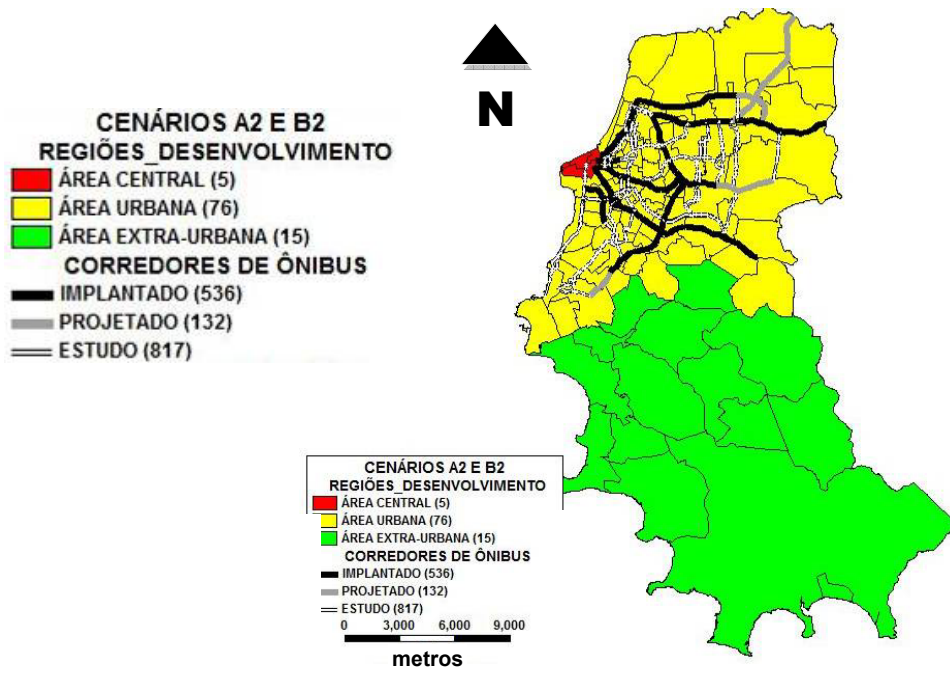 N
CENÁRIOS A2 E B2
REGIÕES_DESENVOLVIMENTO
ÁREA CENTRAL (5)
ÁREA URBANA (76)
ÁREA EXTRA-URBANA (15)
CORREDORES DE ÔNIBUS
IMPLANTADO (536)
PROJETADO (132)
ESTUDO (817)
CENÁRIOS A2 E B2
REGIÕES_DESENVOLVIMENTO
ÁREA CENTRAL (5)
ÁREA URBANA (76)
ÁREA EXTRA-URBANA (15)
CORREDORES DE ÔNIBUS
IMPLANTADO (536)
PROJETADO (132)
ESTUDO (817)
0 3,000 6,000 9,000
metros